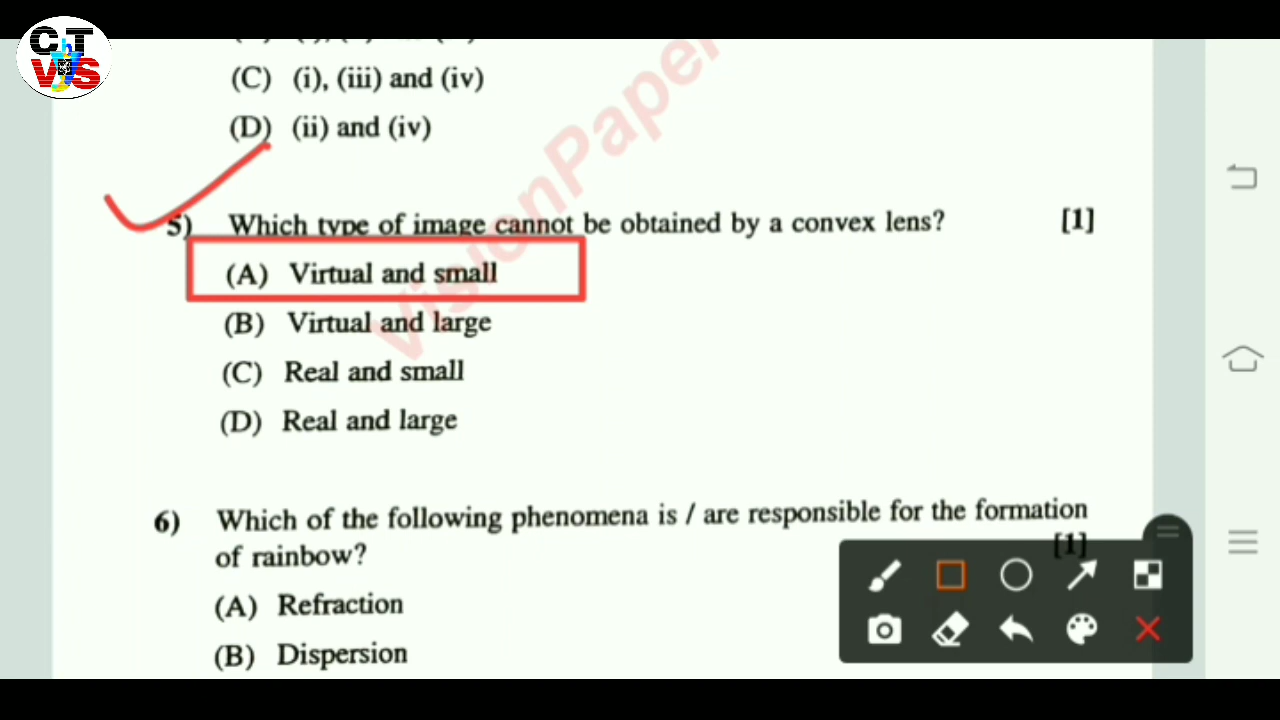 C T
V S
(C) (i), (iii) and (iv)
(D) (ii) and (iv)
5) Which type of image cannot be obtained by a convex lens? [1]
(A) Virtual and small
(B) Virtual and large
(C) Real and small
(D) Real and large
6) Which of the following phenomena is / are responsible for the formation
of rainbow? [1]
(A) Refraction
(B) Dispersion
VisionPaper